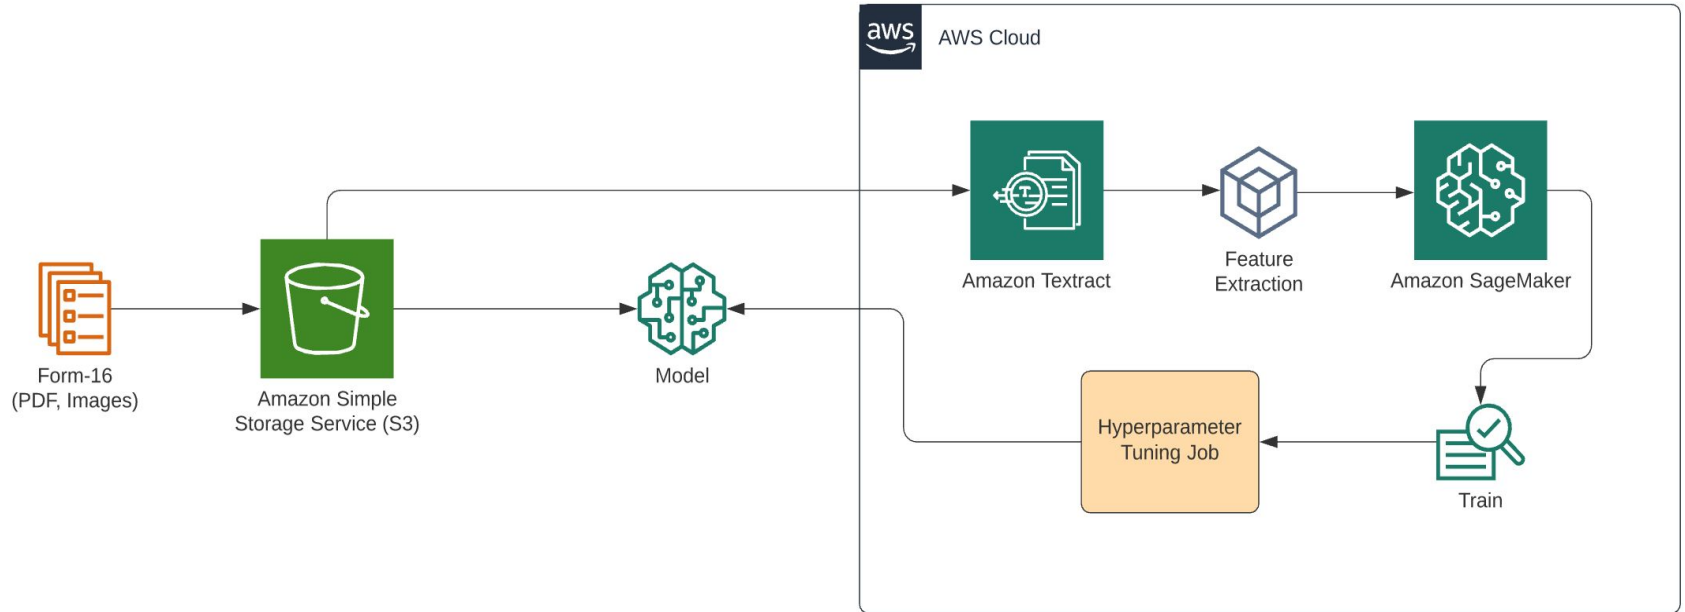 aws
AWS Cloud
Amazon Textract
Feature
Extraction
Amazon SageMaker
Form-16
(PDF, Images)
Amazon Simple
Storage Service (S3)
Model
Hyperparameter
Tuning Job
Train